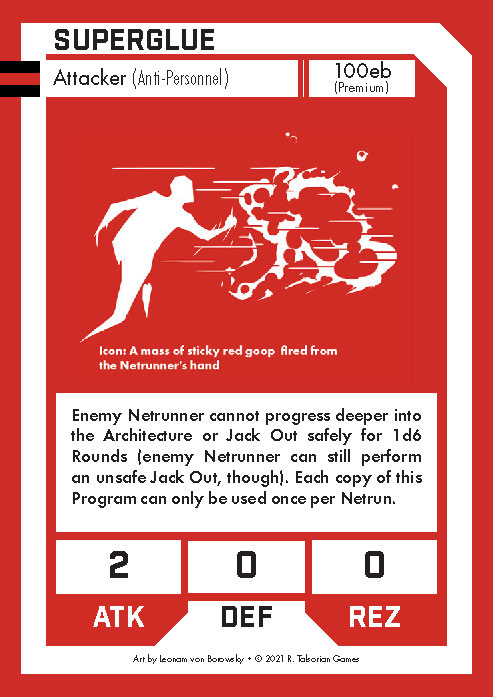 SUPERGLUE
Attacker (Anti-Personnel)
100eb
(Premium)
Icon: A mass of sticky red goop fired from
the Netrunner's hand
Enemy Netrunner cannot progress deeper into
the Architecture or Jack Out safely for 1d6
Rounds (enemy Netrunner can still perform
an unsafe Jack Out, though). Each copy of this
Program can only be used once per Netrun.
2
0
0
ATK
DEF
REZ
Art by Leonam von Borowsky • © 2021 R. Talsorian Games